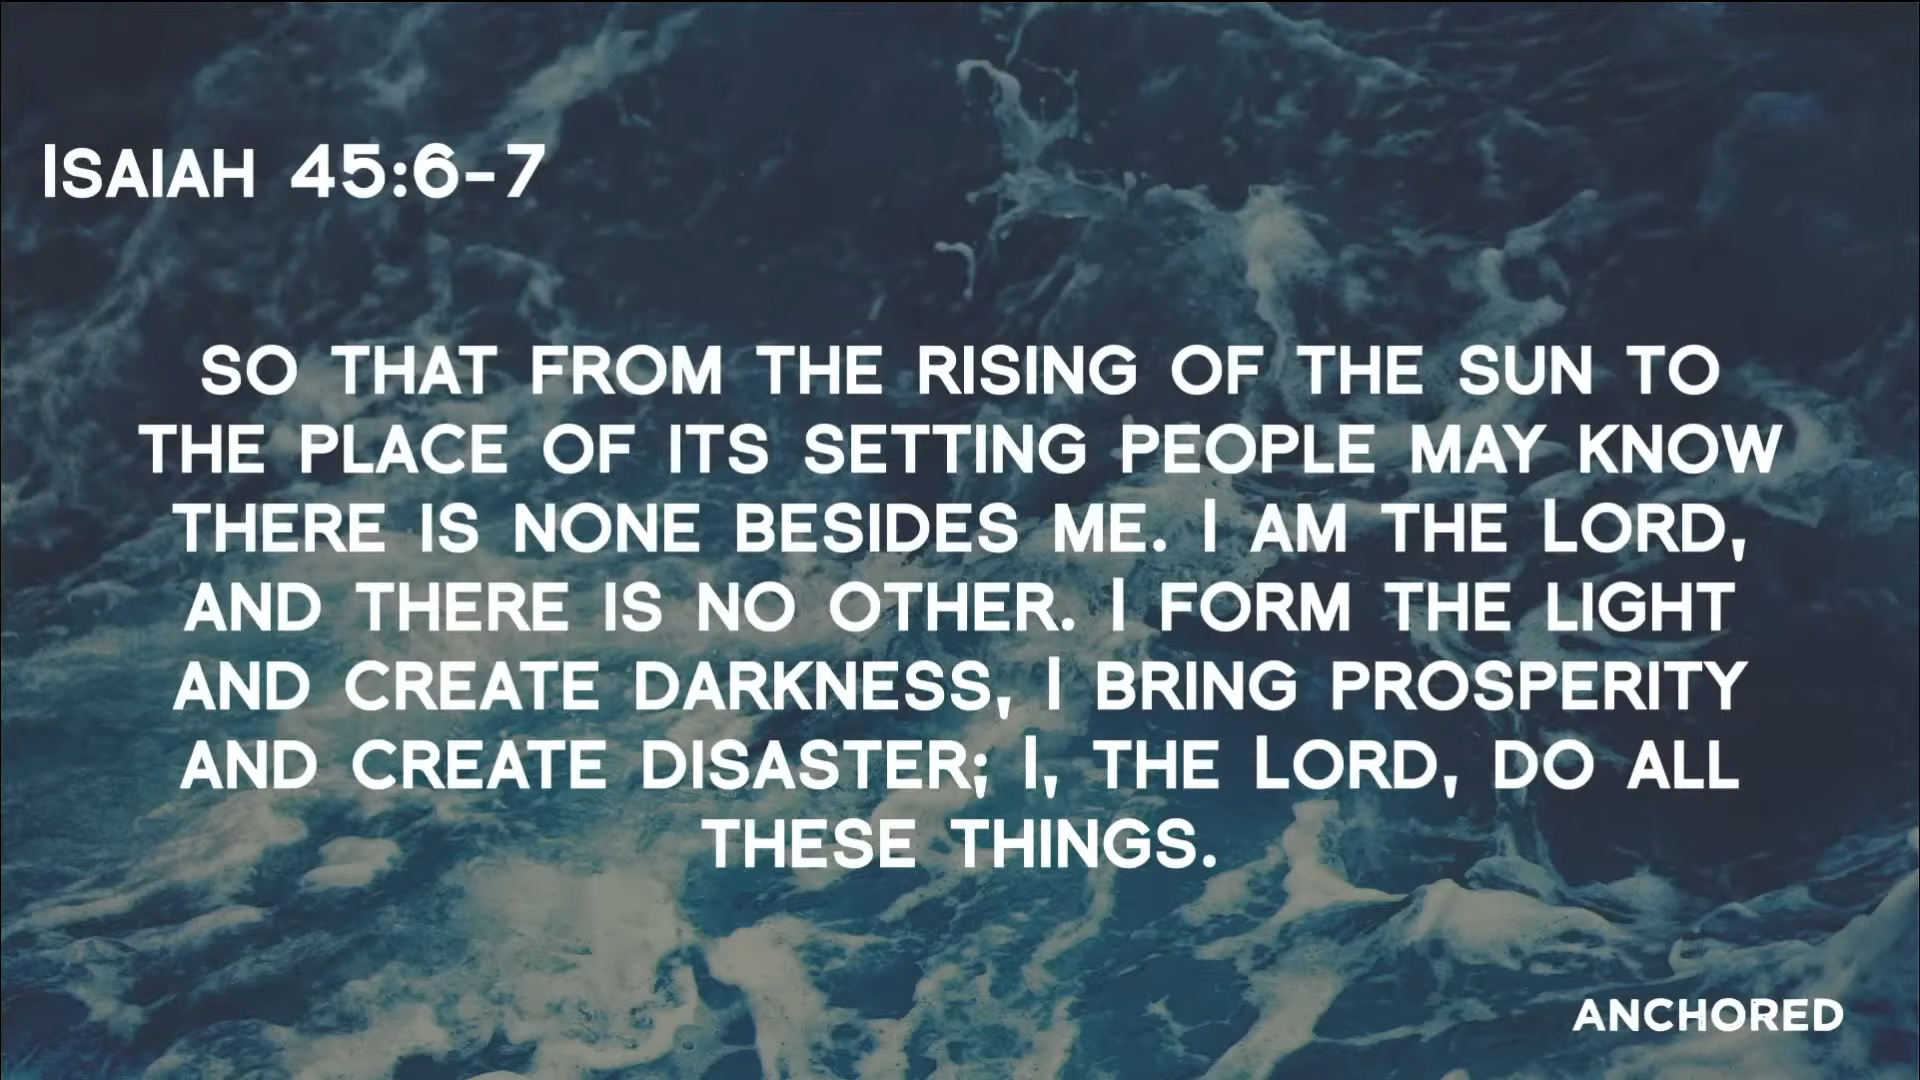 Isaiah 45:6-7
so that from the rising of the sun to
the place of its setting people may know
there is none besides me. I am the Lord,
and there is no other. I form the light
and create darkness, I bring prosperity
and create disaster; I, the Lord, do all
these things.
ANCHORED